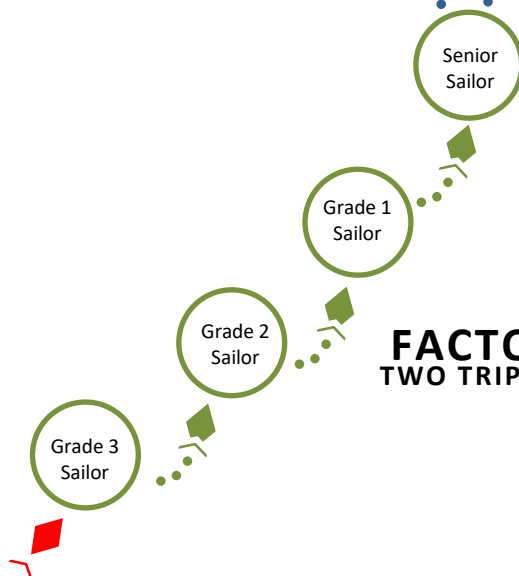 Senior
Sailor
Grade 1
Sailor
Grade 2
Sailor
FACTO
TWO TRIP
Grade 3
Sailor